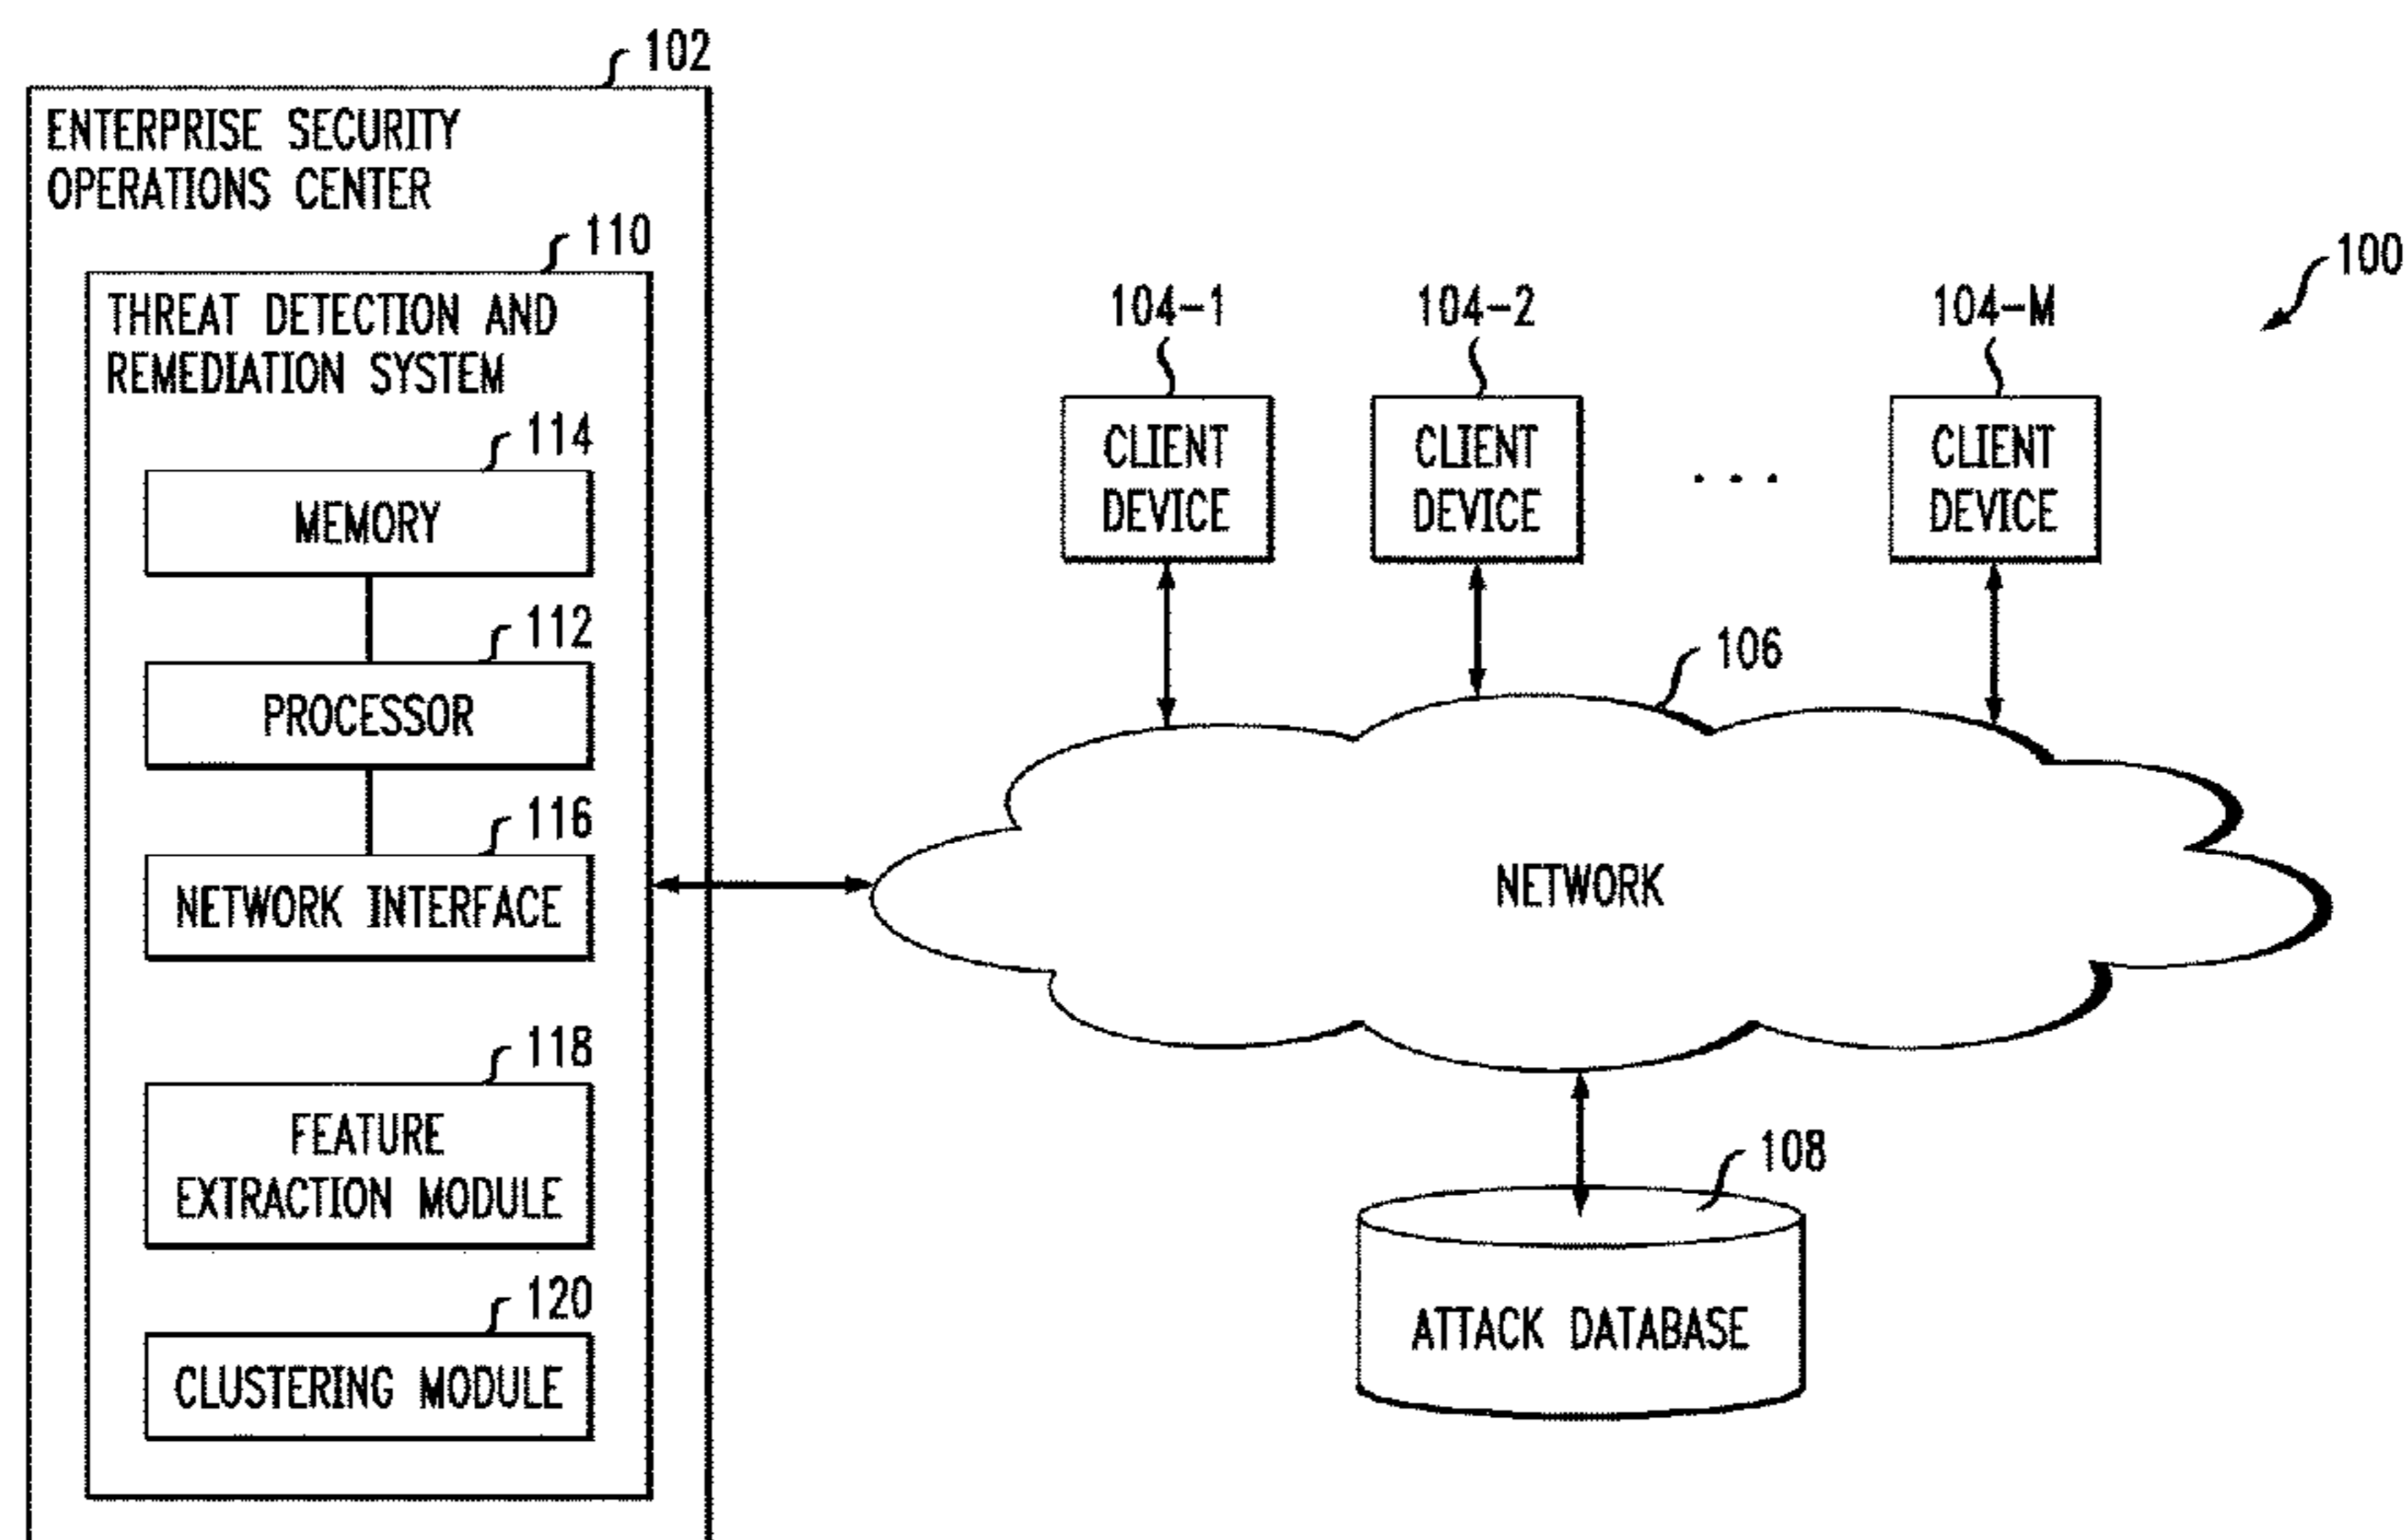 102
ENTERPRISE SECURITY
OPERATIONS CENTER
110
THREAT DETECTION AND
REMEDIATION SYSTEM
114
MEMORY
112
PROCESSOR
116
NETWORK INTERFACE
118
FEATURE
EXTRACTION MODULE
120
CLUSTERING MODULE
100
104-1
CLIENT
DEVICE
104-2
CLIENT
DEVICE
. . .
104-M
CLIENT
DEVICE
106
NETWORK
108
ATTACK DATABASE